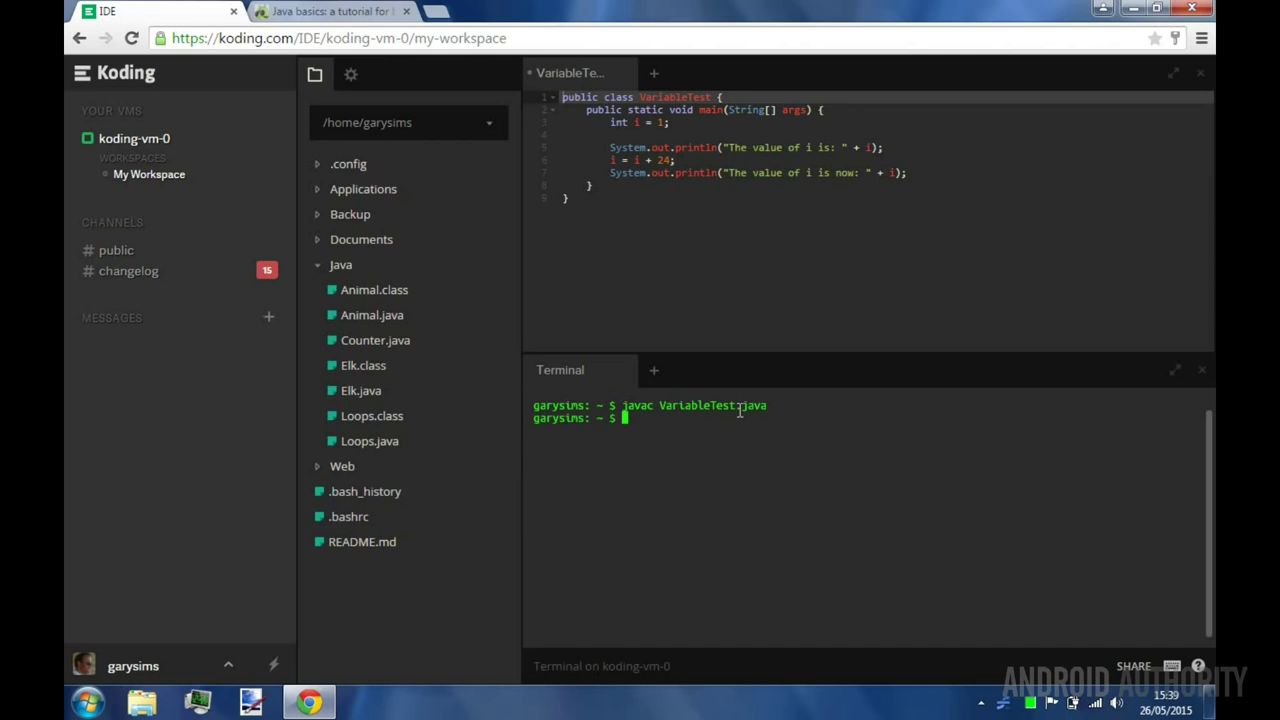 IDE
Java basics: a tutorial for
https://koding.com/IDE/koding-vm-0/my-workspace
Koding
YOUR VMS
koding-vm-0
WORKSPACES
My Workspace
CHANNELS
# public
# changelog
15
MESSAGES
garysims
/home/garysims
.config
Applications
Backup
Documents
Java
Animal.class
Animal.java
Counter.java
Elk.class
Elk.java
Loops.class
Loops.java
Web
.bash_history
.bashrc
README.md
VariableTe...
1 public class VariableTest {
2 public static void main(String[] args) {
3 int i = 1;
4
5 System.out.println("The value of i is: " + i);
6 i = i + 24;
7 System.out.println("The value of i is now: " + i);
8 }
9 }
Terminal
garysims: ~ $ javac VariableTest.java
garysims: ~ $
Terminal on koding-vm-0
SHARE
ANDROID AUTHORITY
15:39
26/05/2015